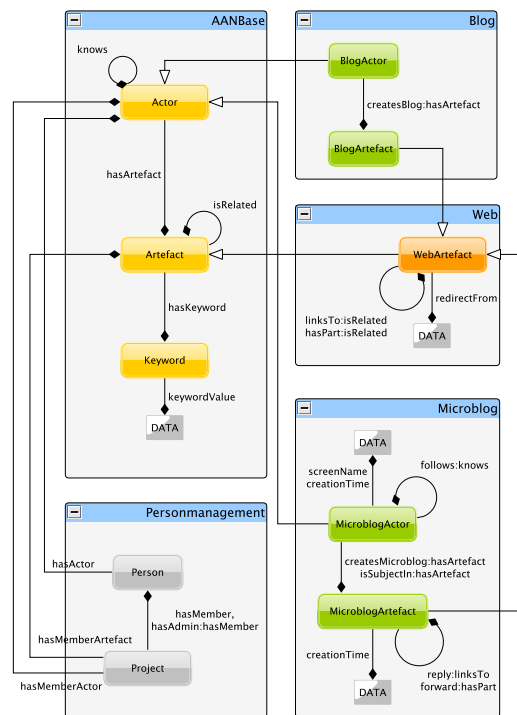 AANBase
knows
Actor
hasArtefact
isRelated
Artefact
hasKeyword
Keyword
keywordValue
DATA
Blog
BlogActor
createsBlog:hasArtefact
BlogArtefact
Web
WebArtefact
redirectFrom
linksTo:isRelated
hasPart:isRelated
DATA
Personmanagement
hasActor
Person
hasMember,
hasAdmin:hasMember
hasMemberArtefact
Project
hasMemberActor
Microblog
DATA
screenName
creationTime
follows:knows
MicroblogActor
createsMicroblog:hasArtefact
isSubjectIn:hasArtefact
MicroblogArtefact
creationTime
reply:linksTo
forward:hasPart
DATA